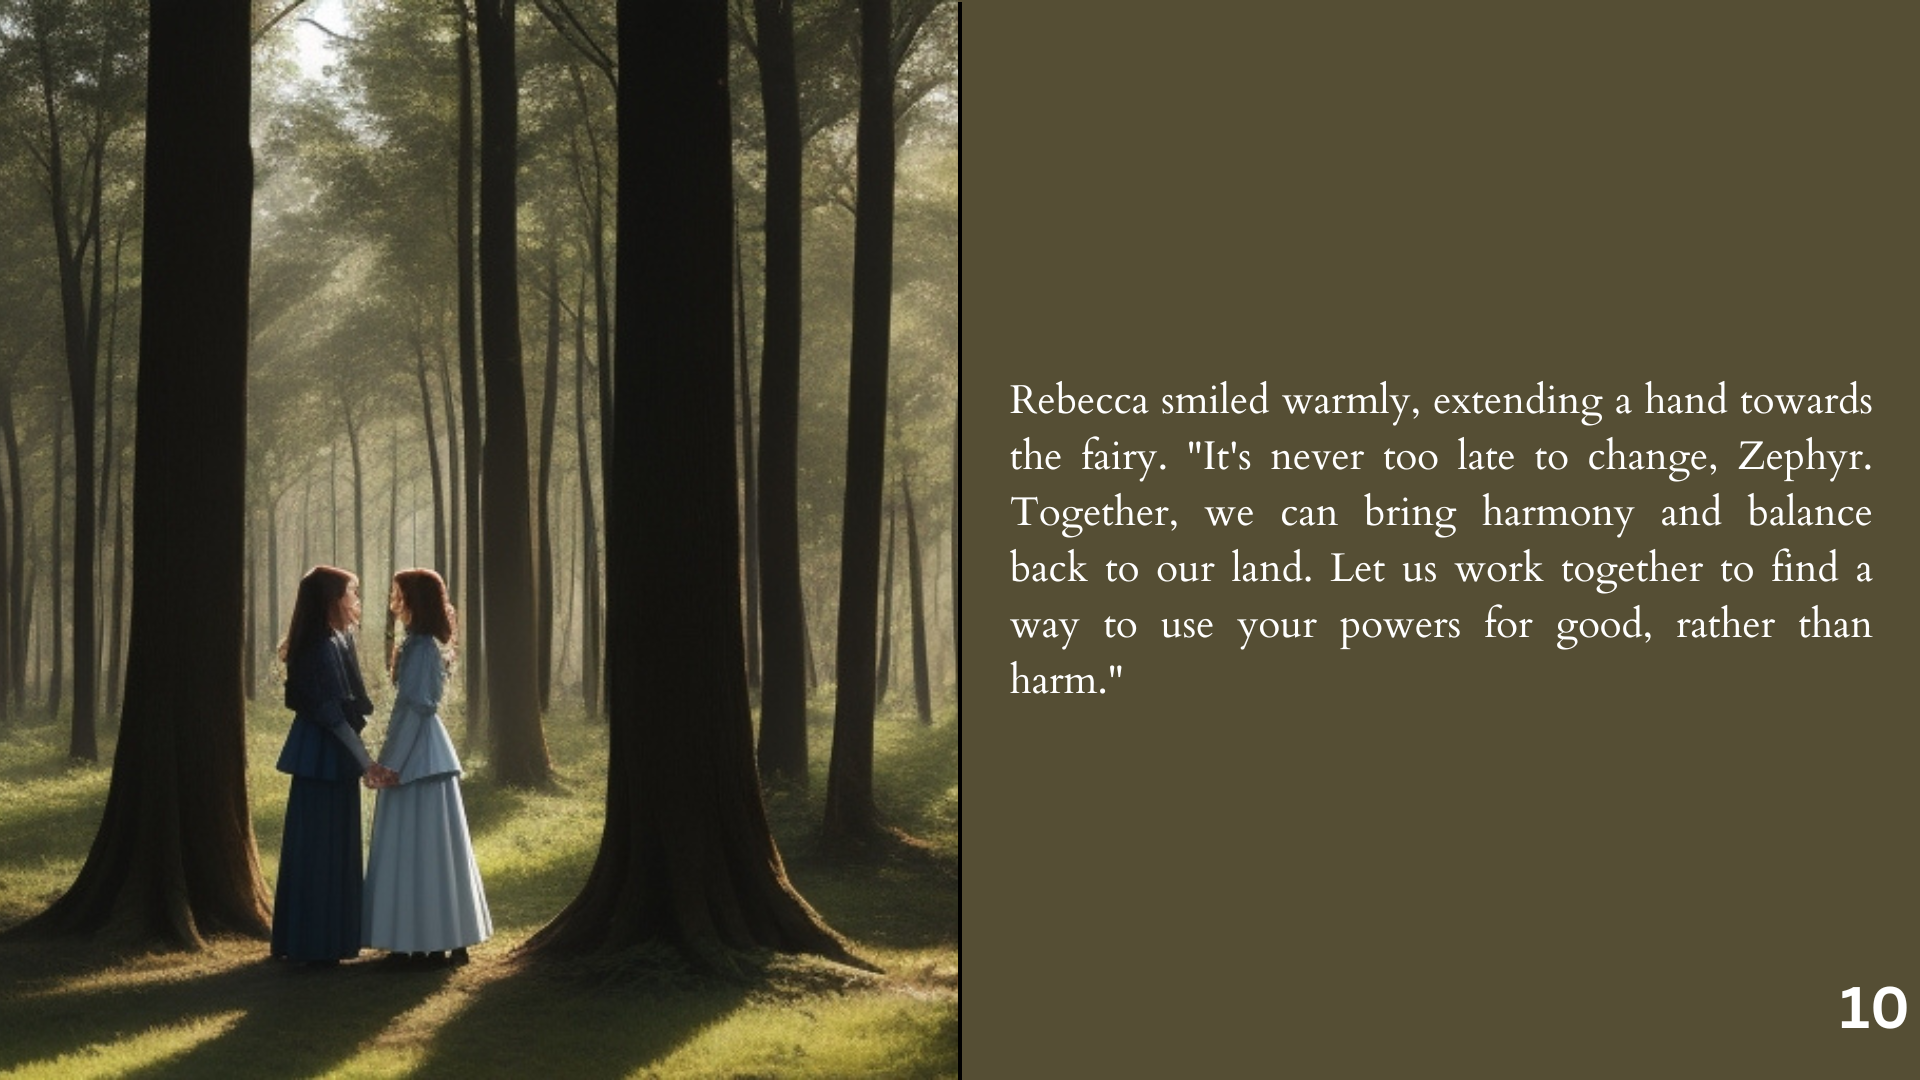 Rebecca smiled warmly, extending a hand towards
the fairy. "It's never too late to change, Zephyr.
Together, we can bring harmony and balance
back to our land. Let us work together to find a
way to use your powers for good, rather than
harm."
10